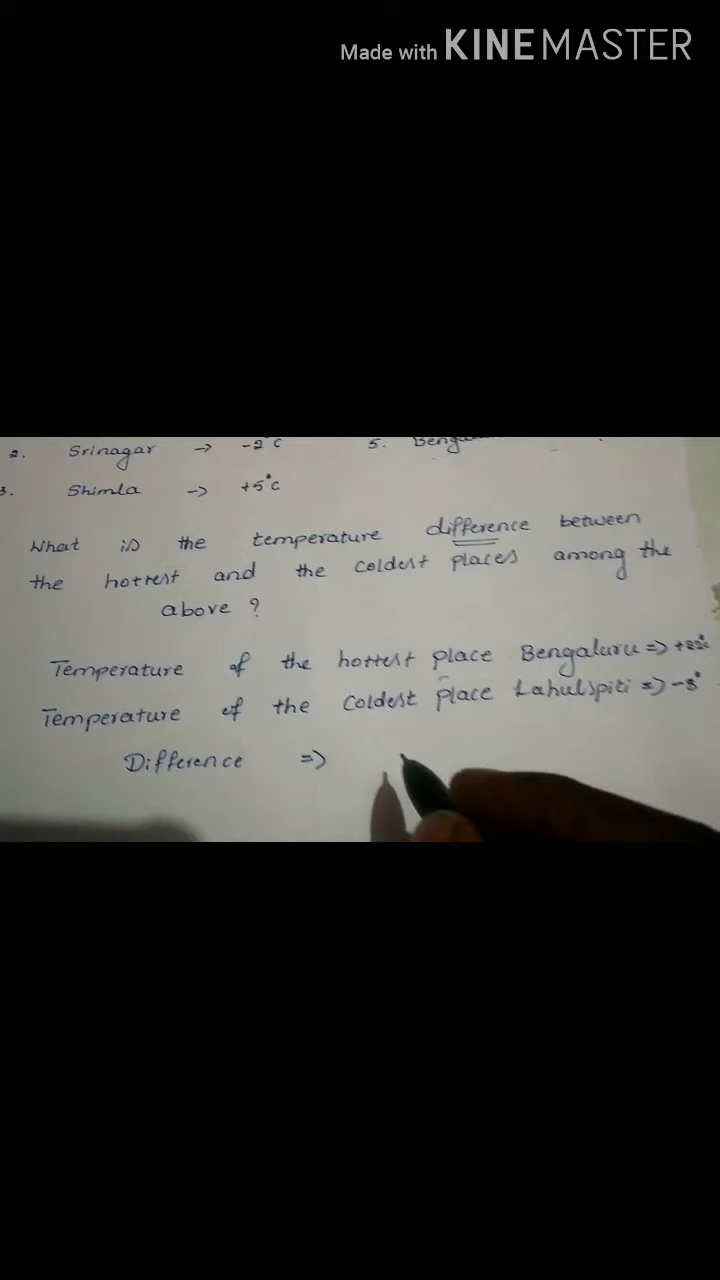 Made with KINEMASTER
2. Srinagar -> -2°C 5.
3. Shimla -> +5°C
What is the temperature difference between
the hottest and the coldest places among the
above ?
Temperature of the hottest place Bengaluru =>
Temperature of the coldest place Lahulspiti => -8°
Difference =>